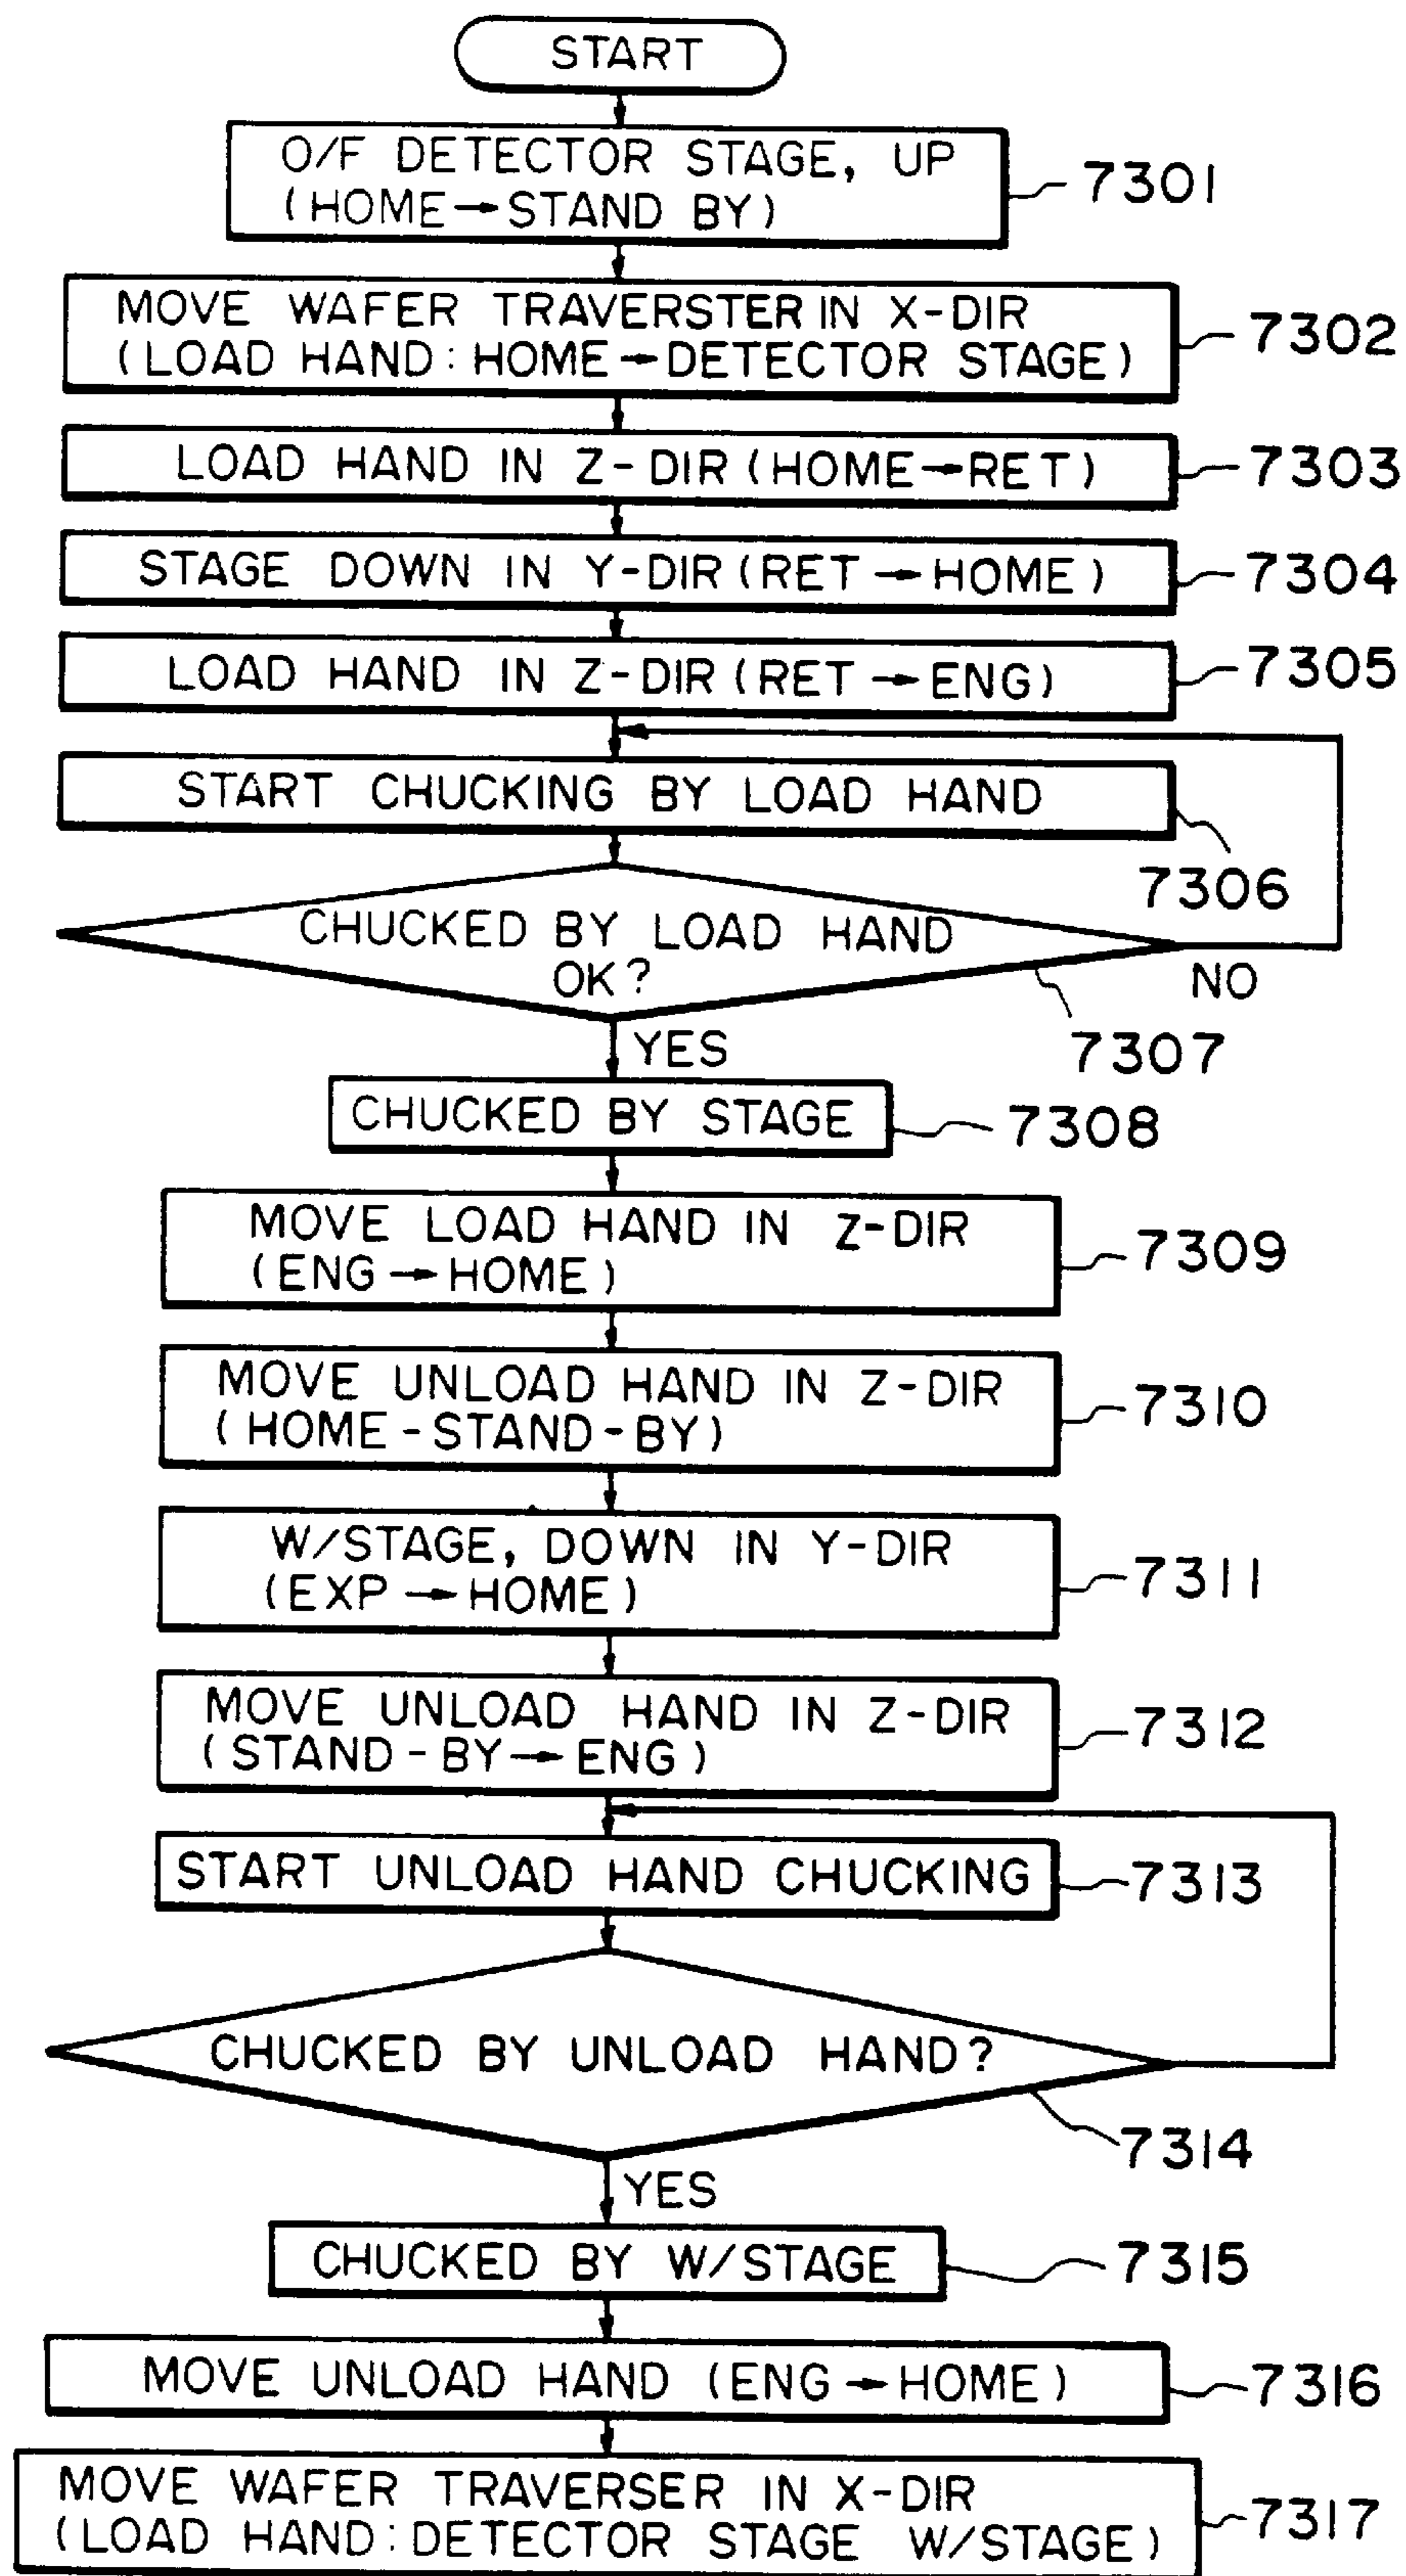 START
O/F DETECTOR STAGE, UP
(HOME→STAND BY)
7301
MOVE WAFER TRAVERSTER IN X-DIR
(LOAD HAND: HOME→DETECTOR STAGE)
7302
LOAD HAND IN Z-DIR (HOME→RET)
7303
STAGE DOWN IN Y-DIR (RET→HOME)
7304
LOAD HAND IN Z-DIR (RET→ENG)
7305
START CHUCKING BY LOAD HAND
7306
CHUCKED BY LOAD HAND
OK?
NO
7307
YES
CHUCKED BY STAGE
7308
MOVE LOAD HAND IN Z-DIR
(ENG→HOME)
7309
MOVE UNLOAD HAND IN Z-DIR
(HOME-STAND-BY)
7310
W/STAGE, DOWN IN Y-DIR
(EXP→HOME)
7311
MOVE UNLOAD HAND IN Z-DIR
(STAND-BY→ENG)
7312
START UNLOAD HAND CHUCKING
7313
CHUCKED BY UNLOAD HAND?
7314
YES
CHUCKED BY W/STAGE
7315
MOVE UNLOAD HAND (ENG→HOME)
7316
MOVE WAFER TRAVERSER IN X-DIR
(LOAD HAND: DETECTOR STAGE W/STAGE)
7317